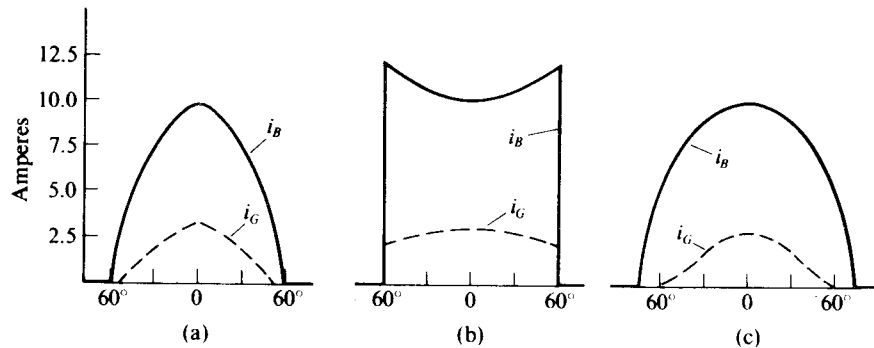 Amperes
12.5
10.0
7.5
5.0
2.5
i_B
i_G
60° 0 60°
(a)
i_B
i_G
60° 0 60°
(b)
i_B
i_G
60° 0 60°
(c)